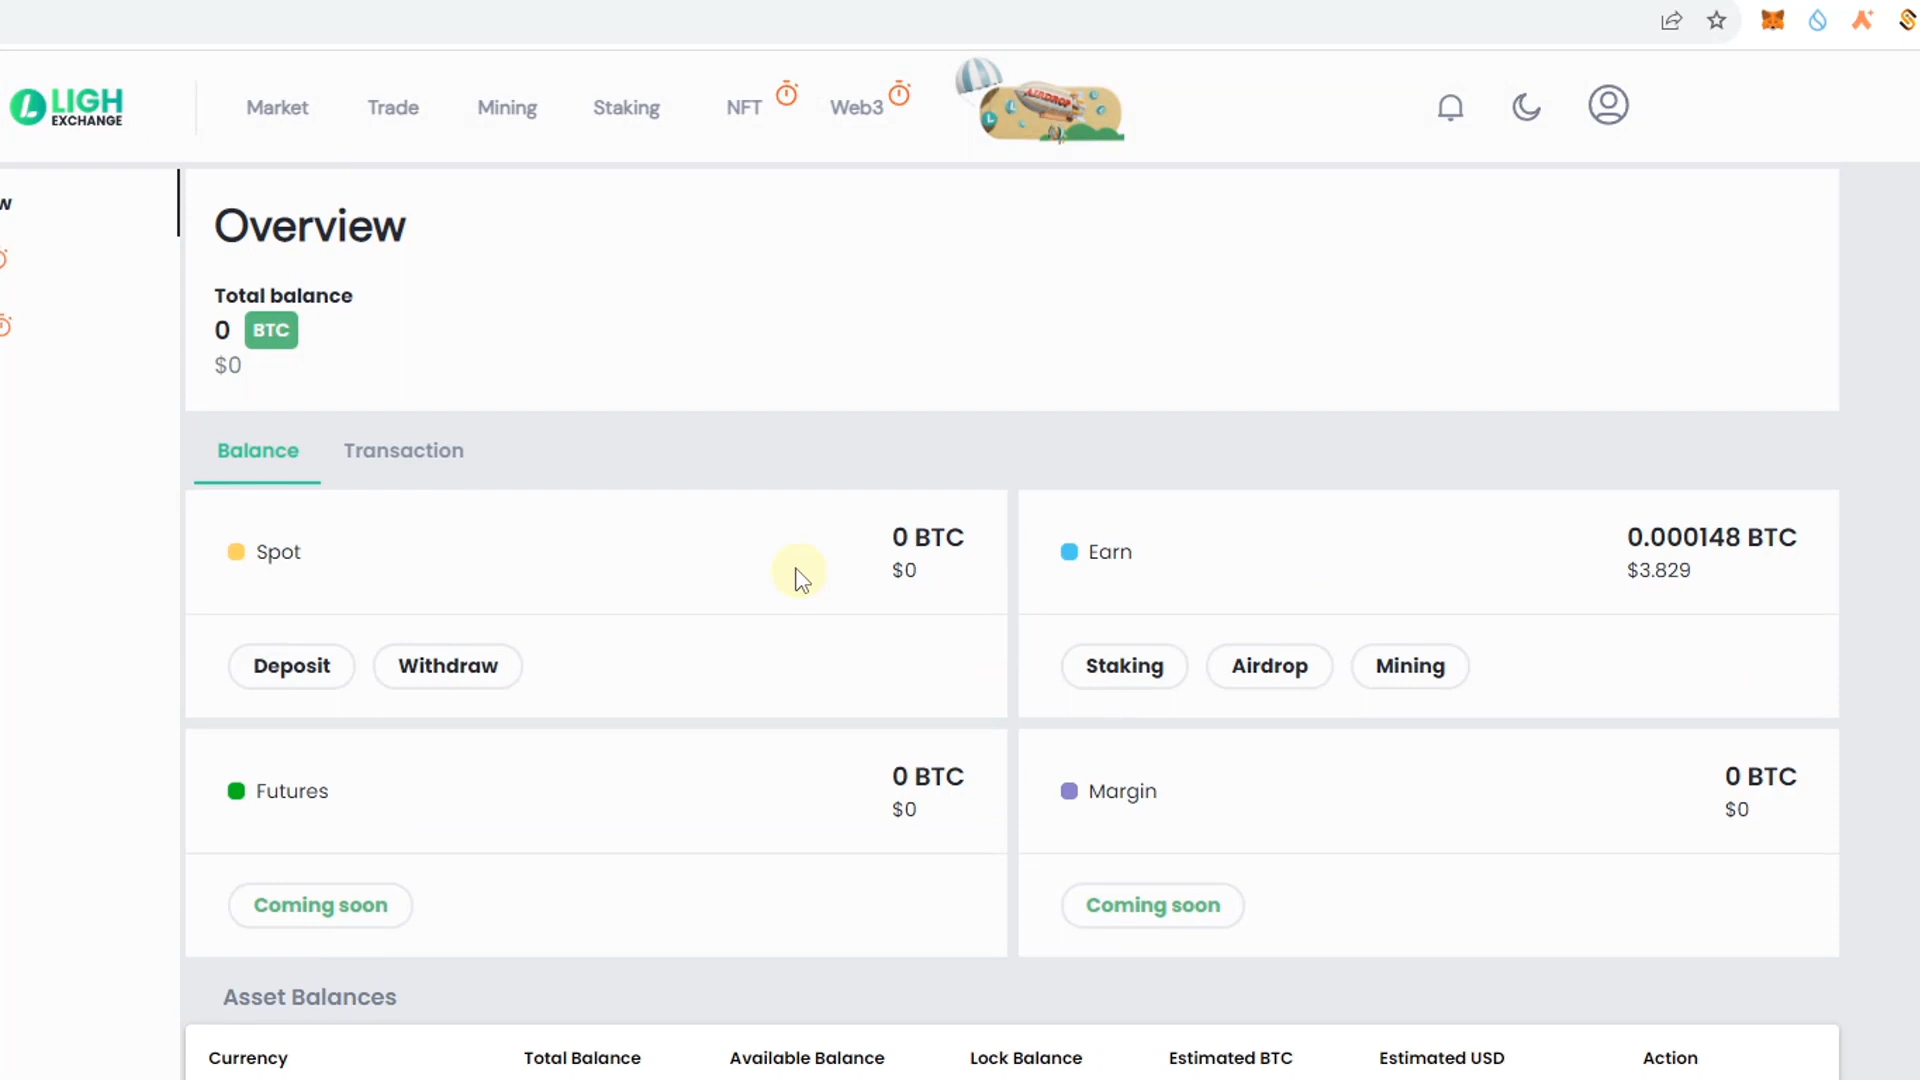 LIGH
EXCHANGE
Market
Trade
Mining
Staking
NFT
Web3
AIRDROP
w
Overview
Total balance
0 BTC
$0
Balance
Transaction
Spot
0 BTC
$0
Deposit
Withdraw
Earn
0.000148 BTC
$3.829
Staking
Airdrop
Mining
Futures
0 BTC
$0
Coming soon
Margin
0 BTC
$0
Coming soon
Asset Balances
Currency
Total Balance
Available Balance
Lock Balance
Estimated BTC
Estimated USD
Action